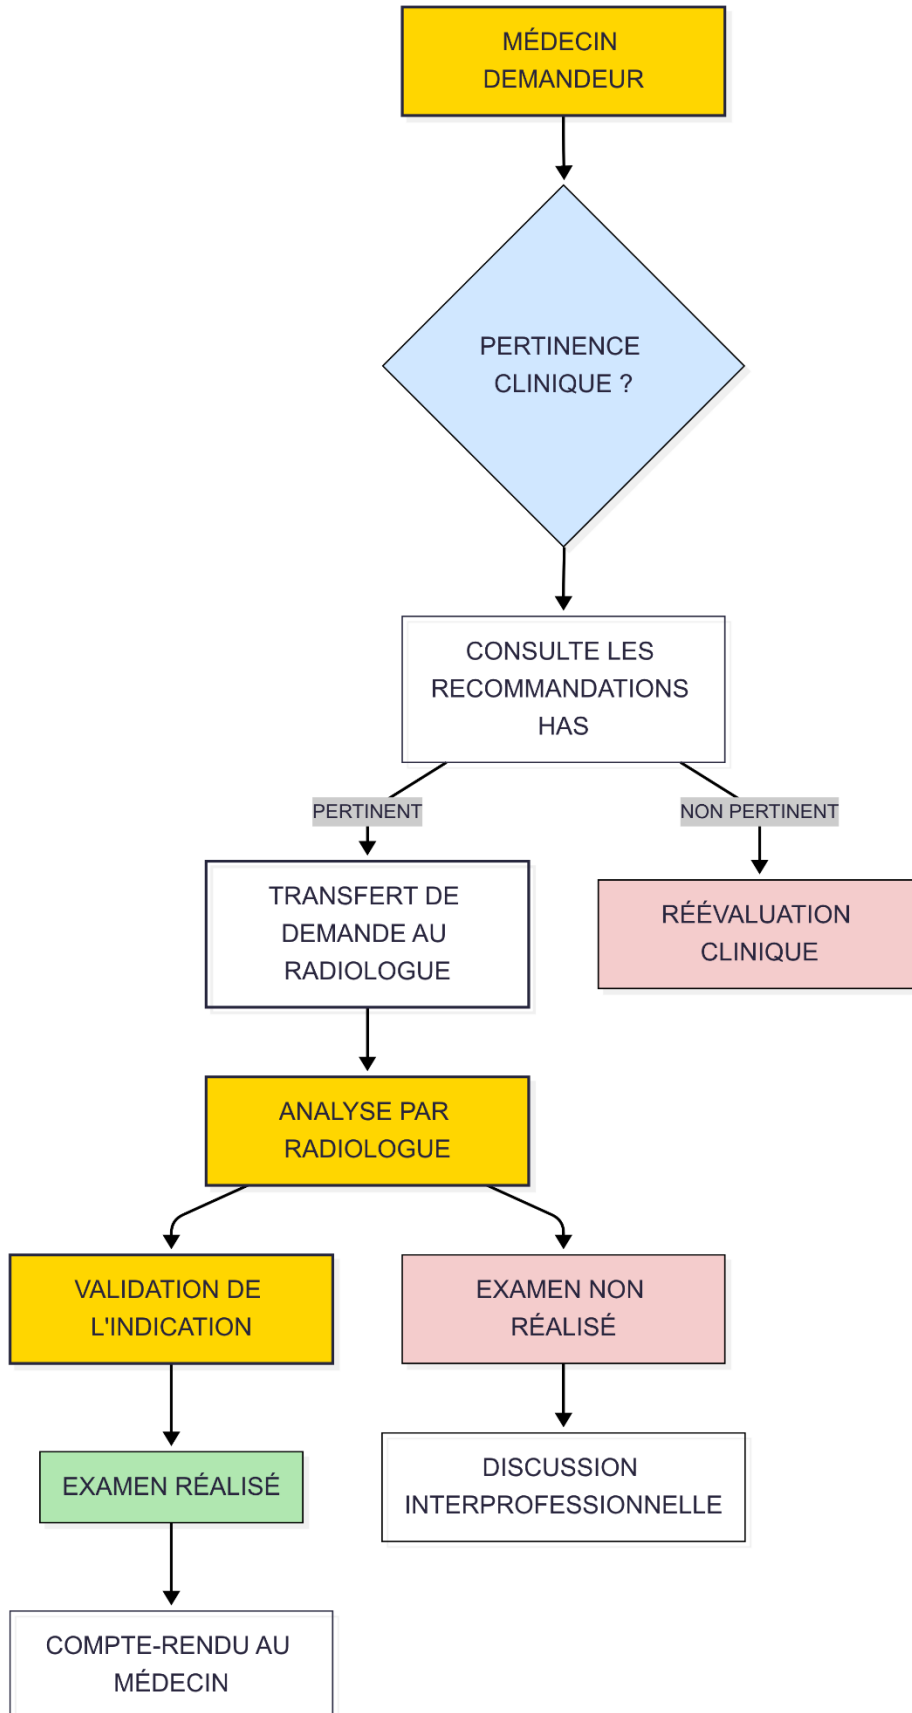 MÉDECIN
DEMANDEUR
PERTINENCE
CLINIQUE ?
CONSULTE LES
RECOMMANDATIONS
HAS
PERTINENT
NON PERTINENT
TRANSFERT DE
DEMANDE AU
RADIOLOGUE
RÉÉVALUATION
CLINIQUE
ANALYSE PAR
RADIOLOGUE
VALIDATION DE
L'INDICATION
EXAMEN NON
RÉALISÉ
EXAMEN RÉALISÉ
DISCUSSION
INTERPROFESSIONNELLE
COMPTE-RENDU AU
MÉDECIN